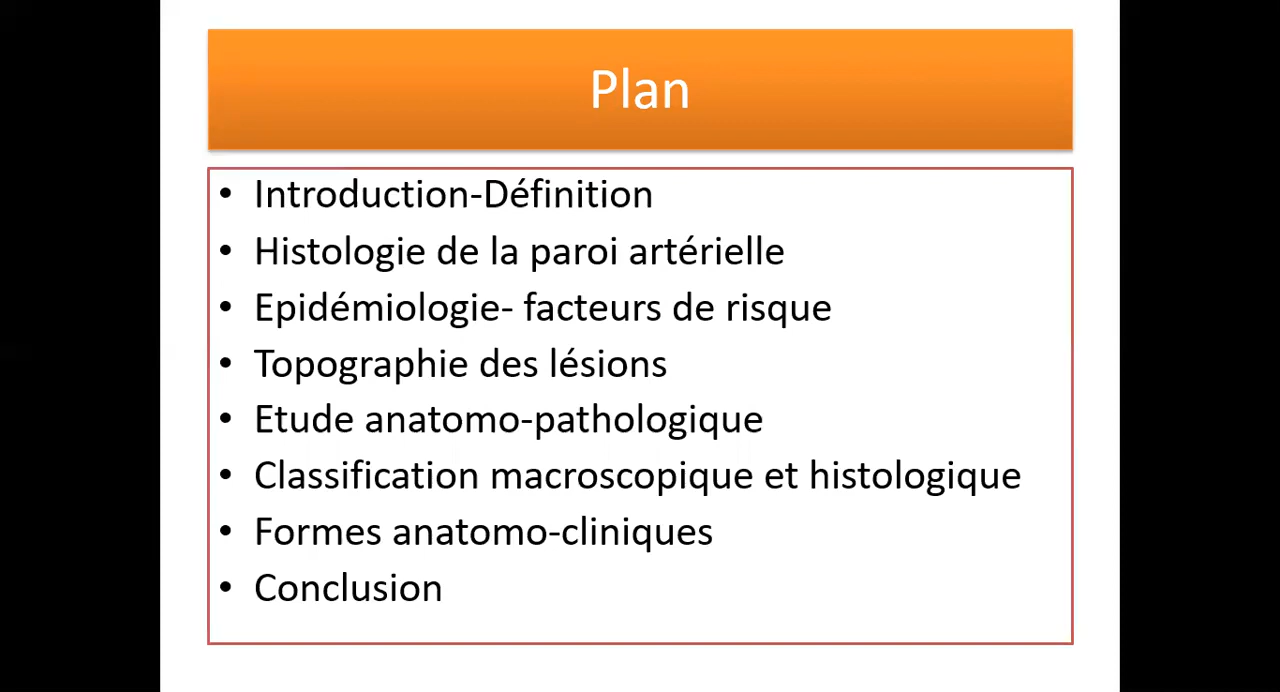 Plan
• Introduction-Définition
• Histologie de la paroi artérielle
• Epidémiologie- facteurs de risque
• Topographie des lésions
• Etude anatomo-pathologique
• Classification macroscopique et histologique
• Formes anatomo-cliniques
• Conclusion